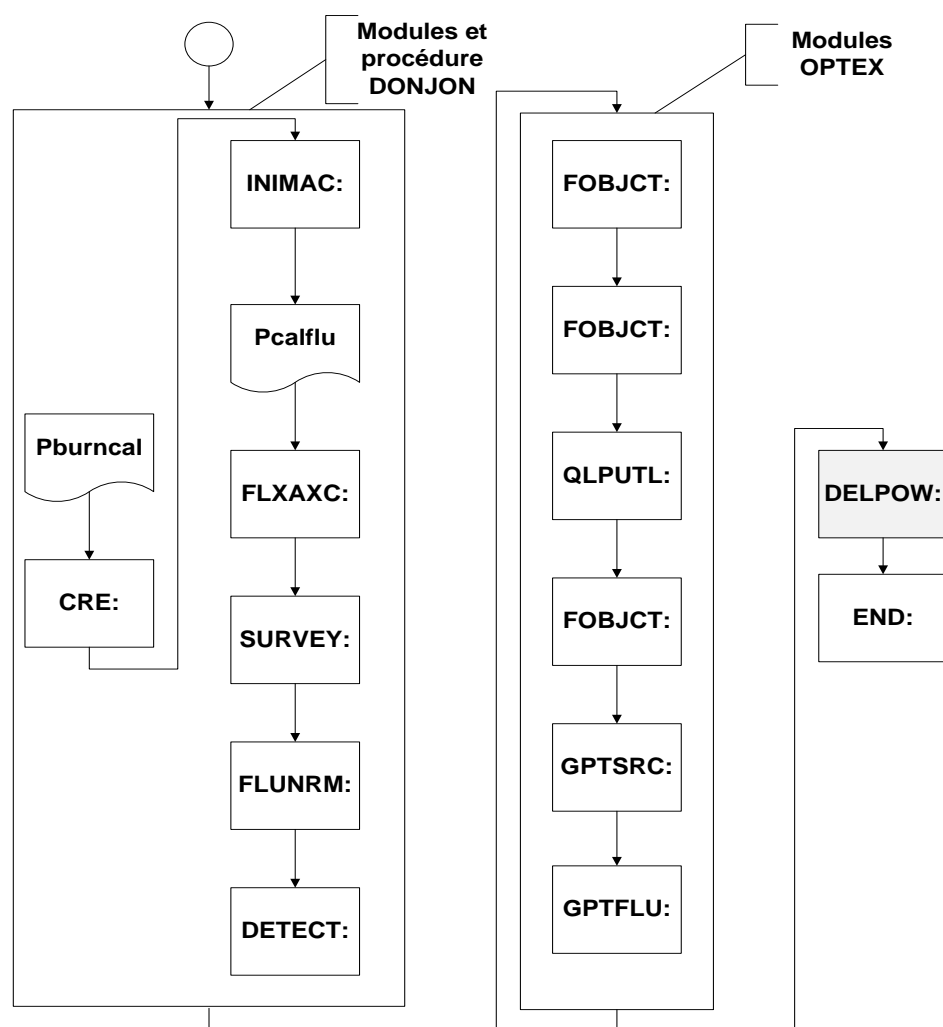 Modules et
procédure
DONJON
Pburncal
CRE:
INIMAC:
Pcalflu
FLXAXC:
SURVEY:
FLUNRM:
DETECT:
Modules
OPTEX
FOBJCT:
FOBJCT:
QLPUTL:
FOBJCT:
GPTSRC:
GPTFLU:
DELPOW:
END: